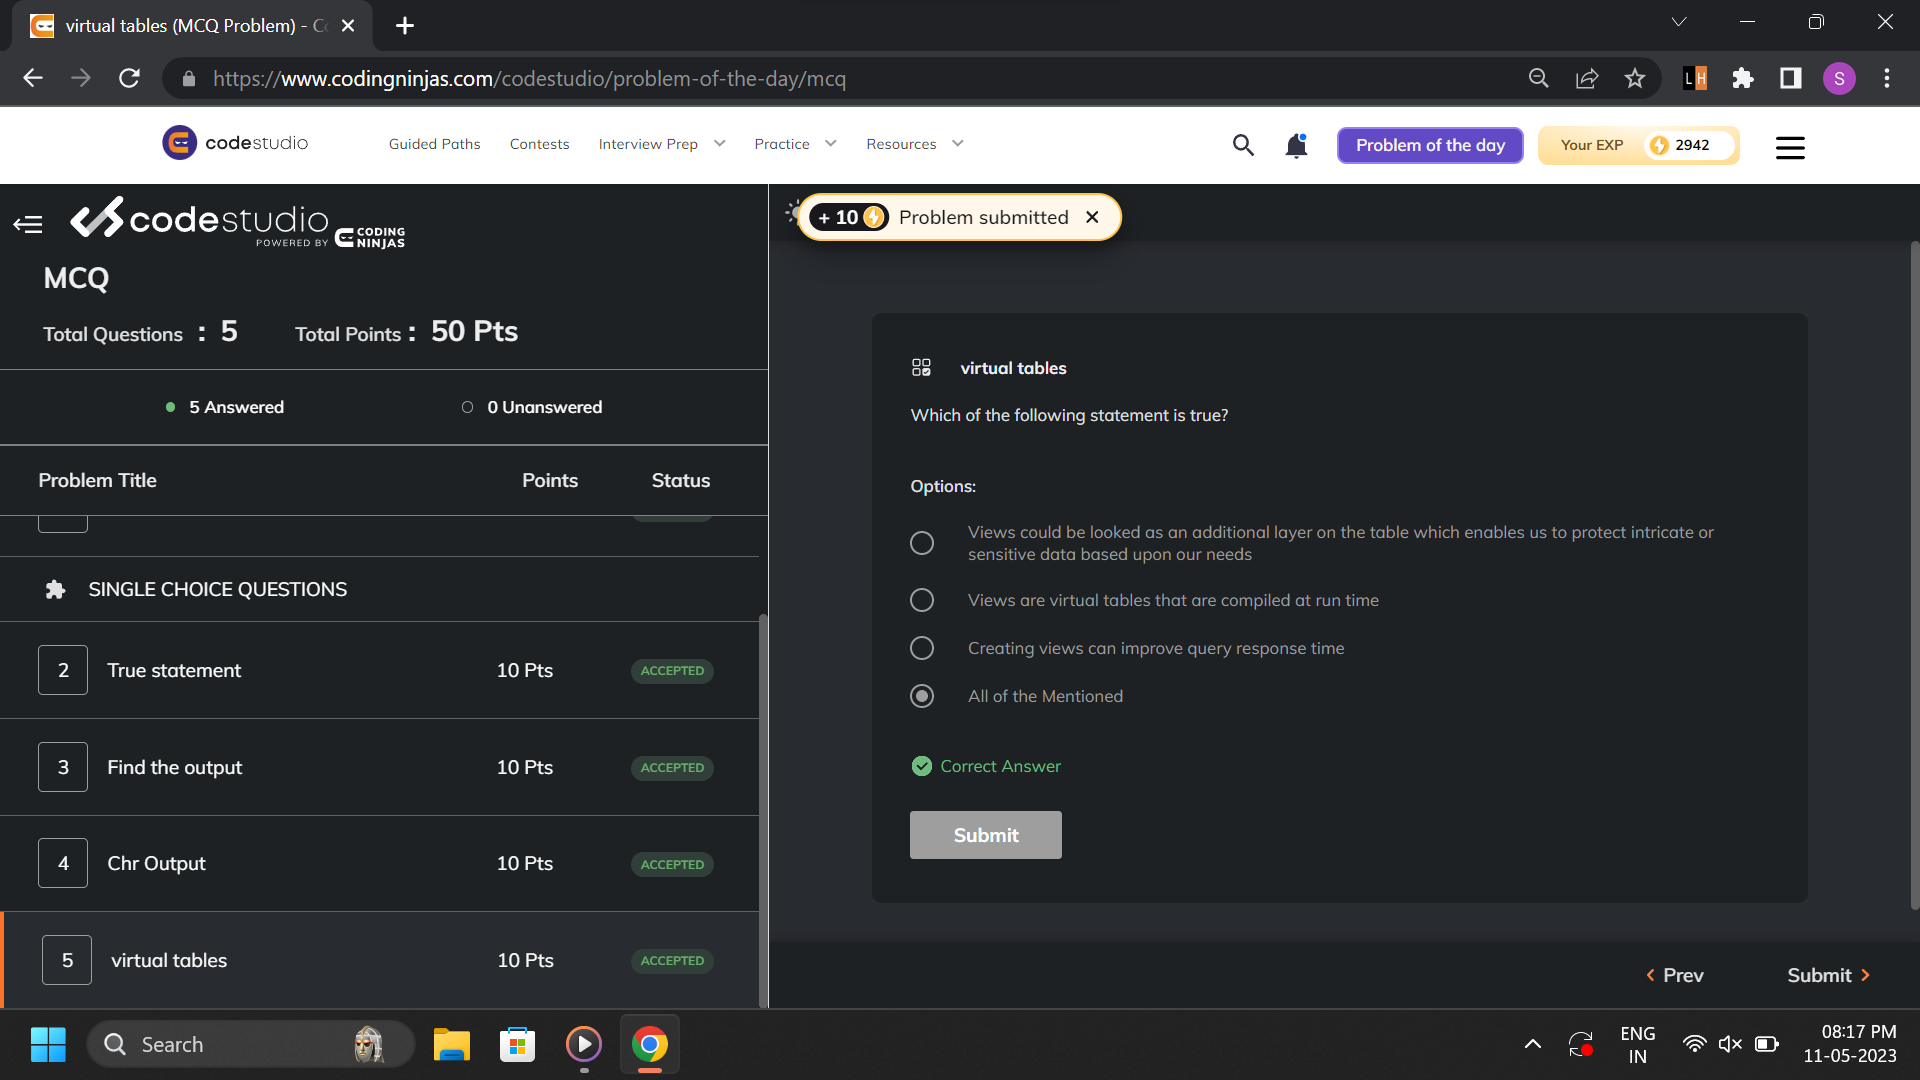 virtual tables (MCQ Problem) - C
https://www.codingninjas.com/codestudio/problem-of-the-day/mcq
LH
S
codestudio
Guided Paths
Contests
Interview Prep
Practice
Resources
Problem of the day
Your EXP
2942
codestudio
POWERED BY
CODING
NINJAS
+ 10
Problem submitted
MCQ
Total Questions : 5
Total Points : 50 Pts
5 Answered
0 Unanswered
Problem Title
Points
Status
SINGLE CHOICE QUESTIONS
2
True statement
10 Pts
ACCEPTED
3
Find the output
10 Pts
ACCEPTED
4
Chr Output
10 Pts
ACCEPTED
5
virtual tables
10 Pts
ACCEPTED
virtual tables
Which of the following statement is true?
Options:
Views could be looked as an additional layer on the table which enables us to protect intricate or
sensitive data based upon our needs
Views are virtual tables that are compiled at run time
Creating views can improve query response time
All of the Mentioned
Correct Answer
Submit
Prev
Submit
Search
ENG
IN
08:17 PM
11-05-2023